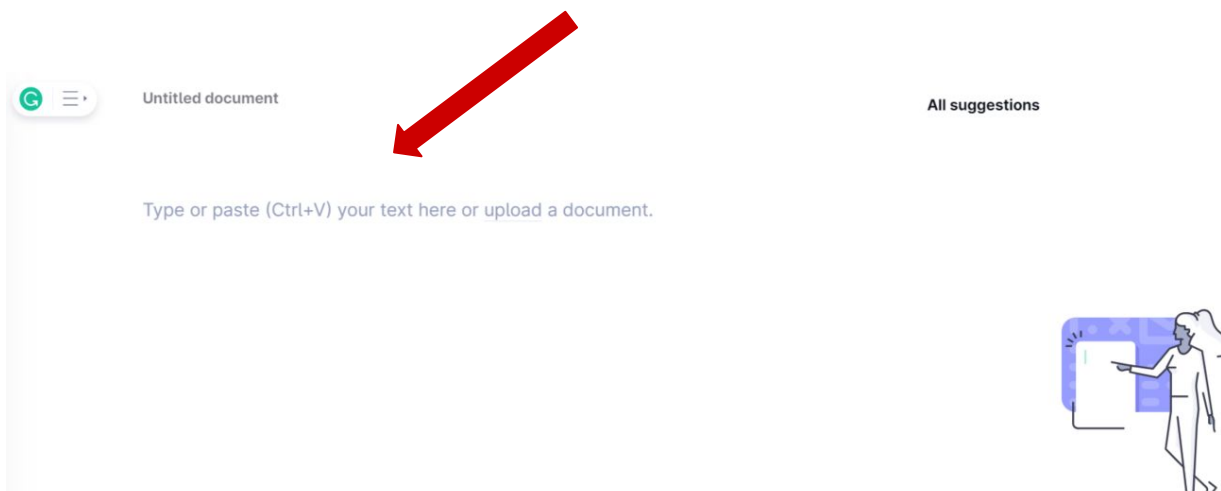 Untitled document
All suggestions
Type or paste (Ctrl+V) your text here or upload a document.